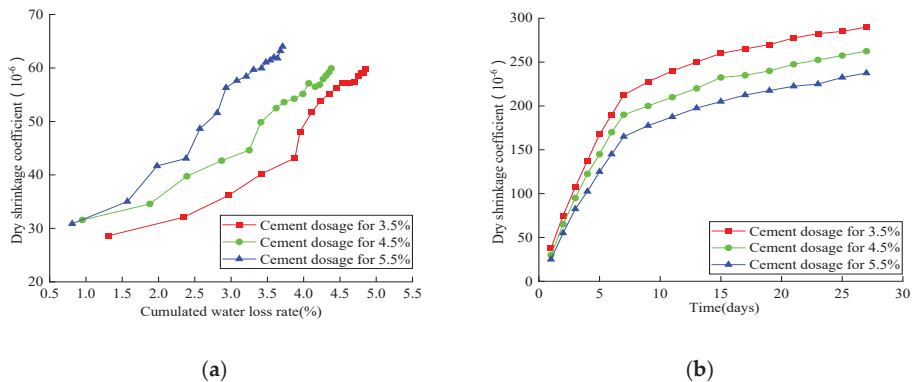 Dry shrinkage coefficient ( 10⁻⁶ )
70
60
50
40
30
20
0.5 1.0 1.5 2.0 2.5 3.0 3.5 4.0 4.5 5.0 5.5
Cumulated water loss rate(%)
Cement dosage for 3.5%
Cement dosage for 4.5%
Cement dosage for 5.5%
(a)
Dry shrinkage coefficient ( 10⁻⁶ )
300
250
200
150
100
50
0
0 5 10 15 20 25 30
Time(days)
Cement dosage for 3.5%
Cement dosage for 4.5%
Cement dosage for 5.5%
(b)